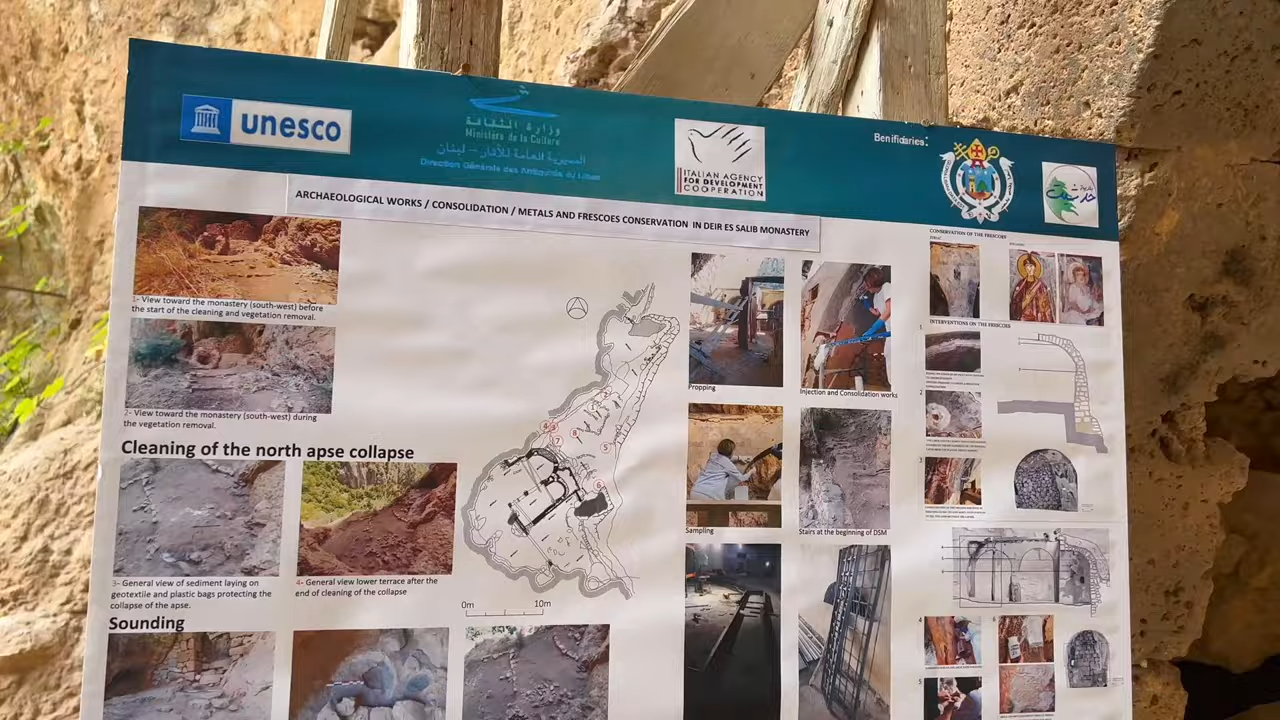 unesco
وزارة الثقافة
Ministère de la Culture
المديرية العامة للآثار - لبنان
Direction Générale des Antiquités du Liban
ITALIAN AGENCY
FOR DEVELOPMENT
COOPERATION
Benifidaries:
ARCHAEOLOGICAL WORKS / CONSOLIDATION / METALS AND FRESCOES CONSERVATION IN DEIR ES SALIB MONASTERY
1- View toward the monastery (south-west) before
the start of the cleaning and vegetation removal.
2- View toward the monastery (south-west) during
the vegetation removal.
Cleaning of the north apse collapse
3- General view of sediment laying on
geotextile and plastic bags protecting the
collapse of the apse.
4- General view lower terrace after the
end of cleaning of the collapse
Sounding
0m
10m
Propping
Injection and Consolidation works
Sampling
Stairs at the beginning of DSM
CONSERVATION OF THE FRESCOES
INTERVENTIONS ON THE FRESCOES
1
2
3
4
5